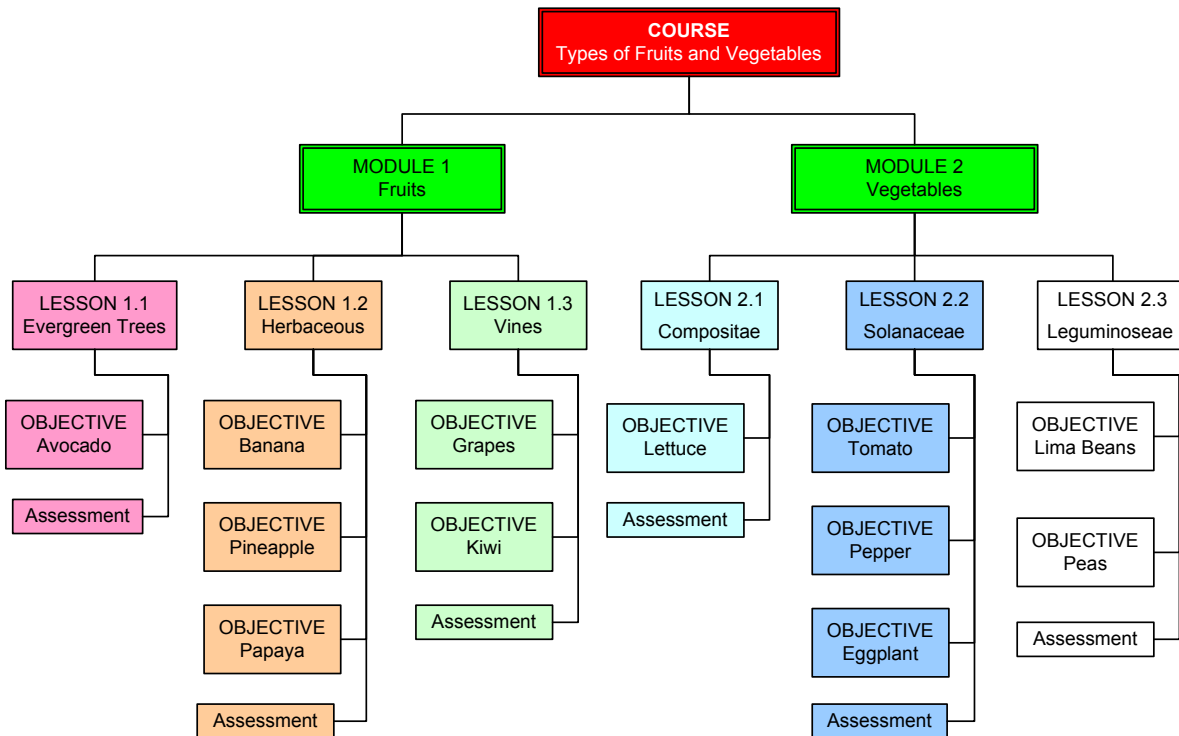 COURSE
Types of Fruits and Vegetables
MODULE 1
Fruits
MODULE 2
Vegetables
LESSON 1.1
Evergreen Trees
LESSON 1.2
Herbaceous
LESSON 1.3
Vines
LESSON 2.1
Compositae
LESSON 2.2
Solanaceae
LESSON 2.3
Leguminoseae
OBJECTIVE
Avocado
Assessment
OBJECTIVE
Banana
OBJECTIVE
Pineapple
OBJECTIVE
Papaya
Assessment
OBJECTIVE
Grapes
OBJECTIVE
Kiwi
Assessment
OBJECTIVE
Lettuce
Assessment
OBJECTIVE
Tomato
OBJECTIVE
Pepper
OBJECTIVE
Eggplant
Assessment
OBJECTIVE
Lima Beans
OBJECTIVE
Peas
Assessment